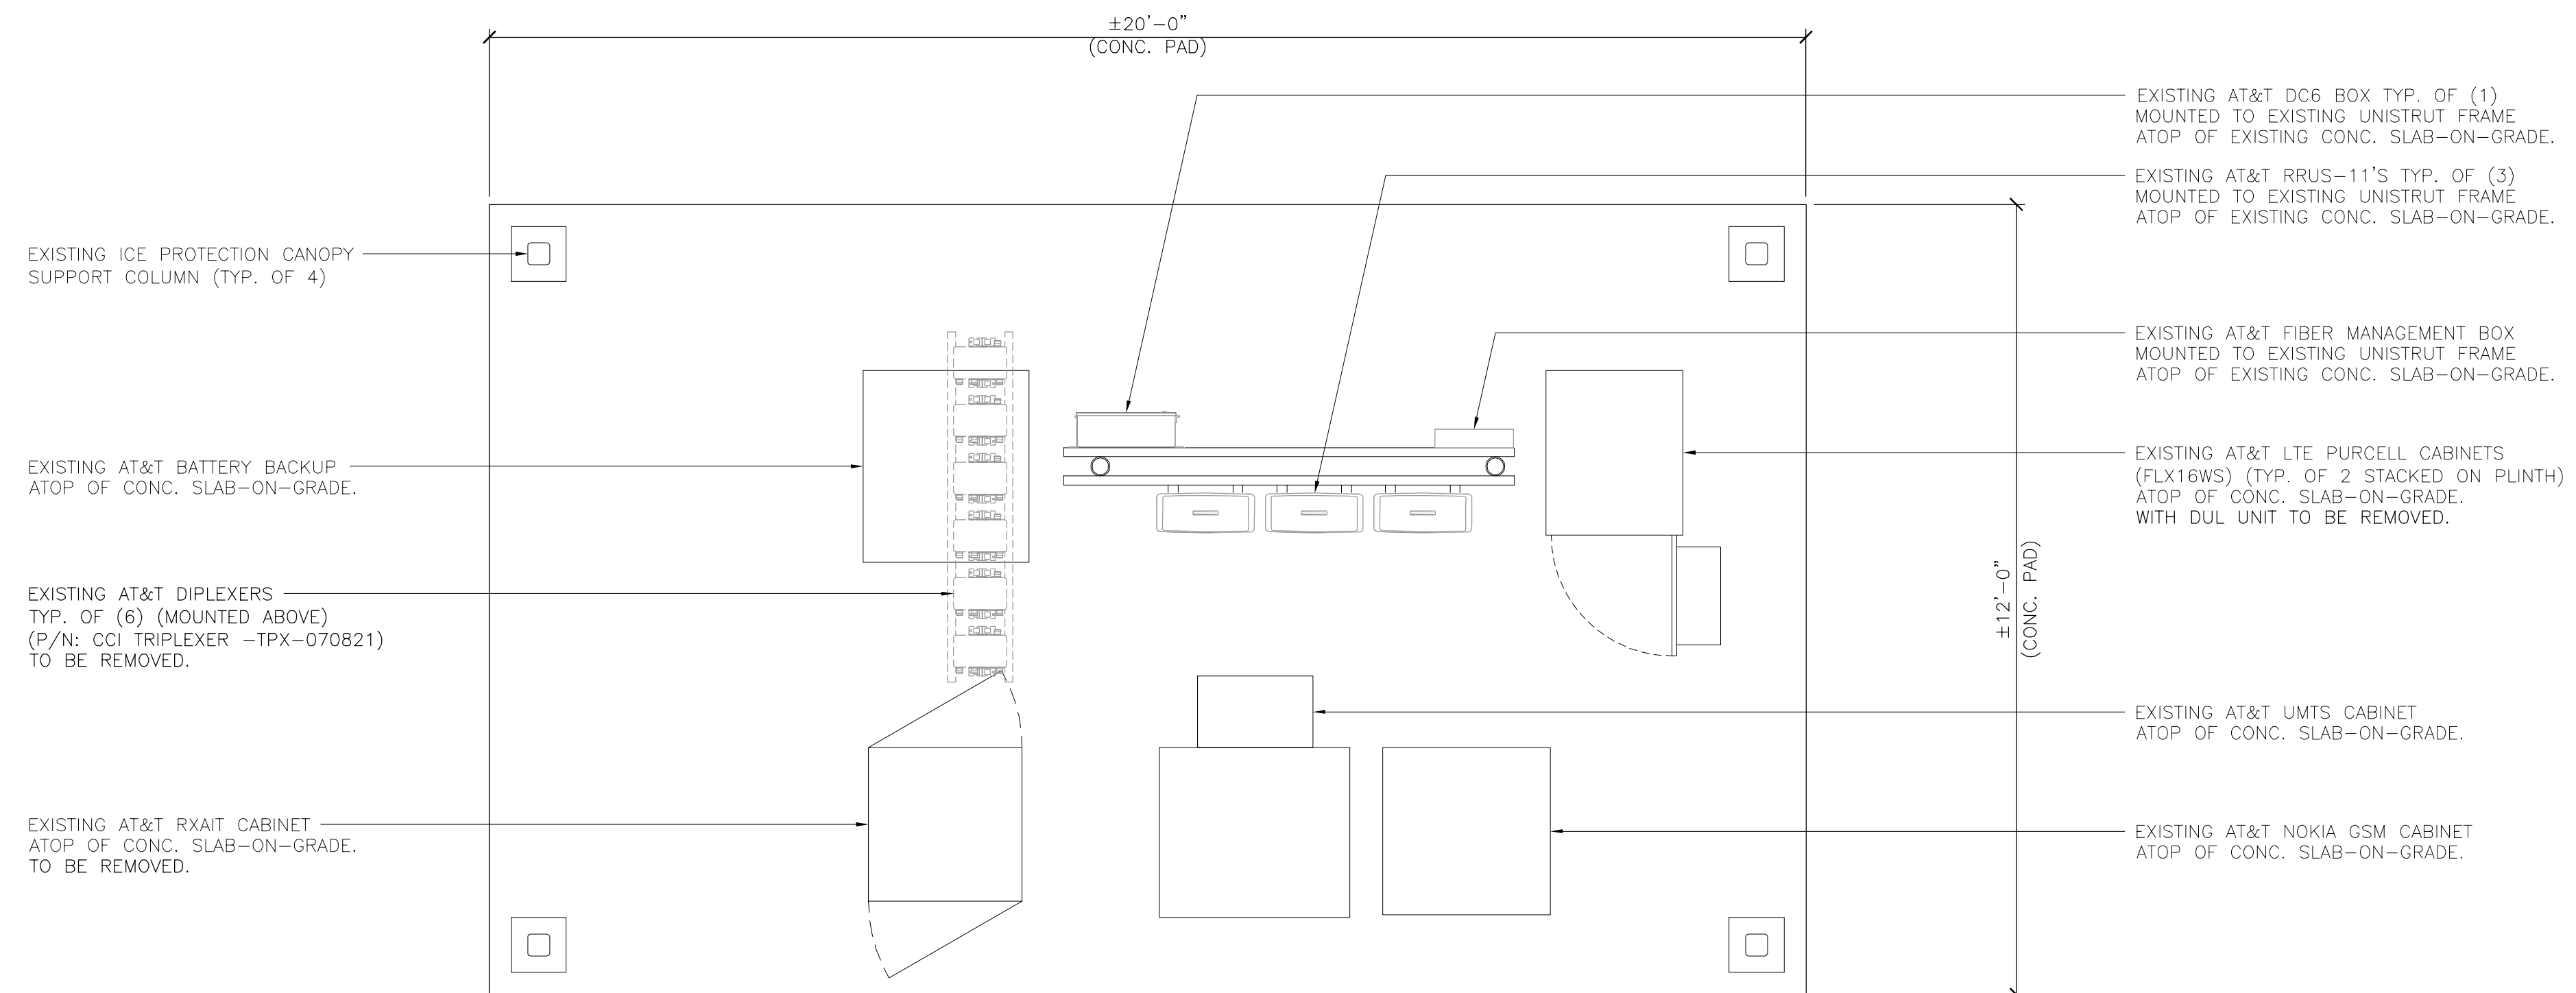 ±20'-0"
(CONC. PAD)
EXISTING AT&T DC6 BOX TYP. OF (1)
MOUNTED TO EXISTING UNISTRUT FRAME
ATOP OF EXISTING CONC. SLAB-ON-GRADE.
EXISTING AT&T RRUS-11'S TYP. OF (3)
MOUNTED TO EXISTING UNISTRUT FRAME
ATOP OF EXISTING CONC. SLAB-ON-GRADE.
EXISTING ICE PROTECTION CANOPY
SUPPORT COLUMN (TYP. OF 4)
EXISTING AT&T FIBER MANAGEMENT BOX
MOUNTED TO EXISTING UNISTRUT FRAME
ATOP OF EXISTING CONC. SLAB-ON-GRADE.
EXISTING AT&T BATTERY BACKUP
ATOP OF CONC. SLAB-ON-GRADE.
EXISTING AT&T LTE PURCELL CABINETS
(FLX16WS) (TYP. OF 2 STACKED ON PLINTH)
ATOP OF CONC. SLAB-ON-GRADE.
WITH DUL UNIT TO BE REMOVED.
±12'-0"
(CONC. PAD)
EXISTING AT&T DIPLEXERS
TYP. OF (6) (MOUNTED ABOVE)
(P/N: CCI TRIPLEXER -TPX-070821)
TO BE REMOVED.
EXISTING AT&T UMTS CABINET
ATOP OF CONC. SLAB-ON-GRADE.
EXISTING AT&T RXAIT CABINET
ATOP OF CONC. SLAB-ON-GRADE.
TO BE REMOVED.
EXISTING AT&T NOKIA GSM CABINET
ATOP OF CONC. SLAB-ON-GRADE.